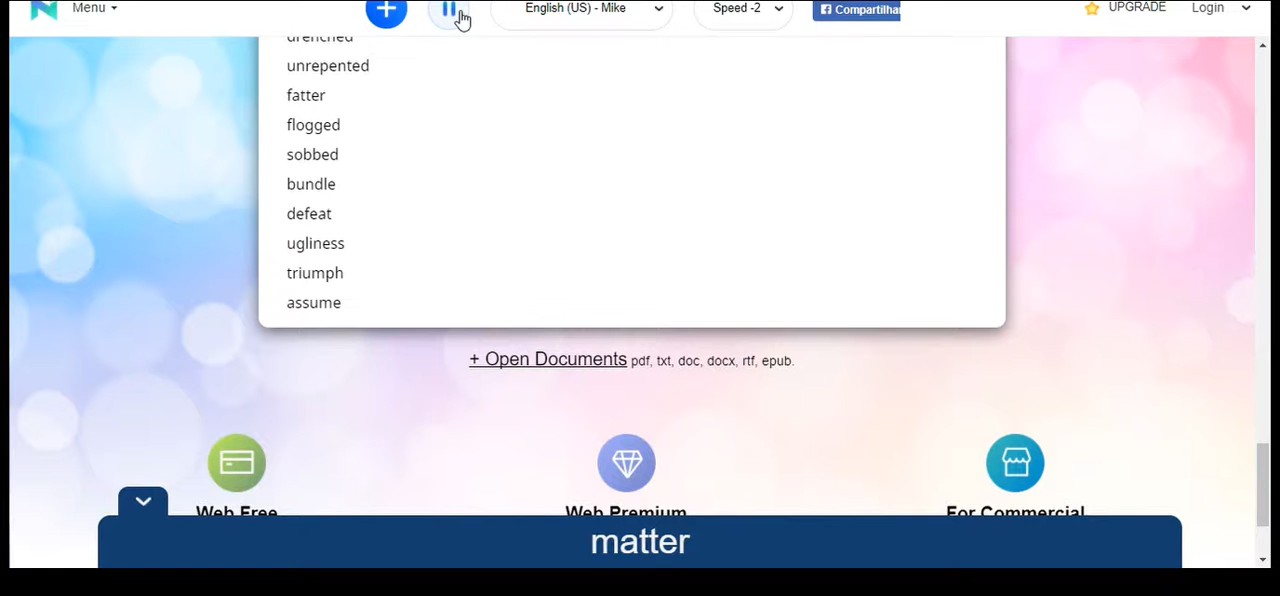 Menu
English (US) - Mike
Speed -2
Compartilhar
UPGRADE
Login
drenched
unrepented
fatter
flogged
sobbed
bundle
defeat
ugliness
triumph
assume
+ Open Documents pdf, txt, doc, docx, rtf, epub.
Web Free
Web Premium
For Commercial
matter